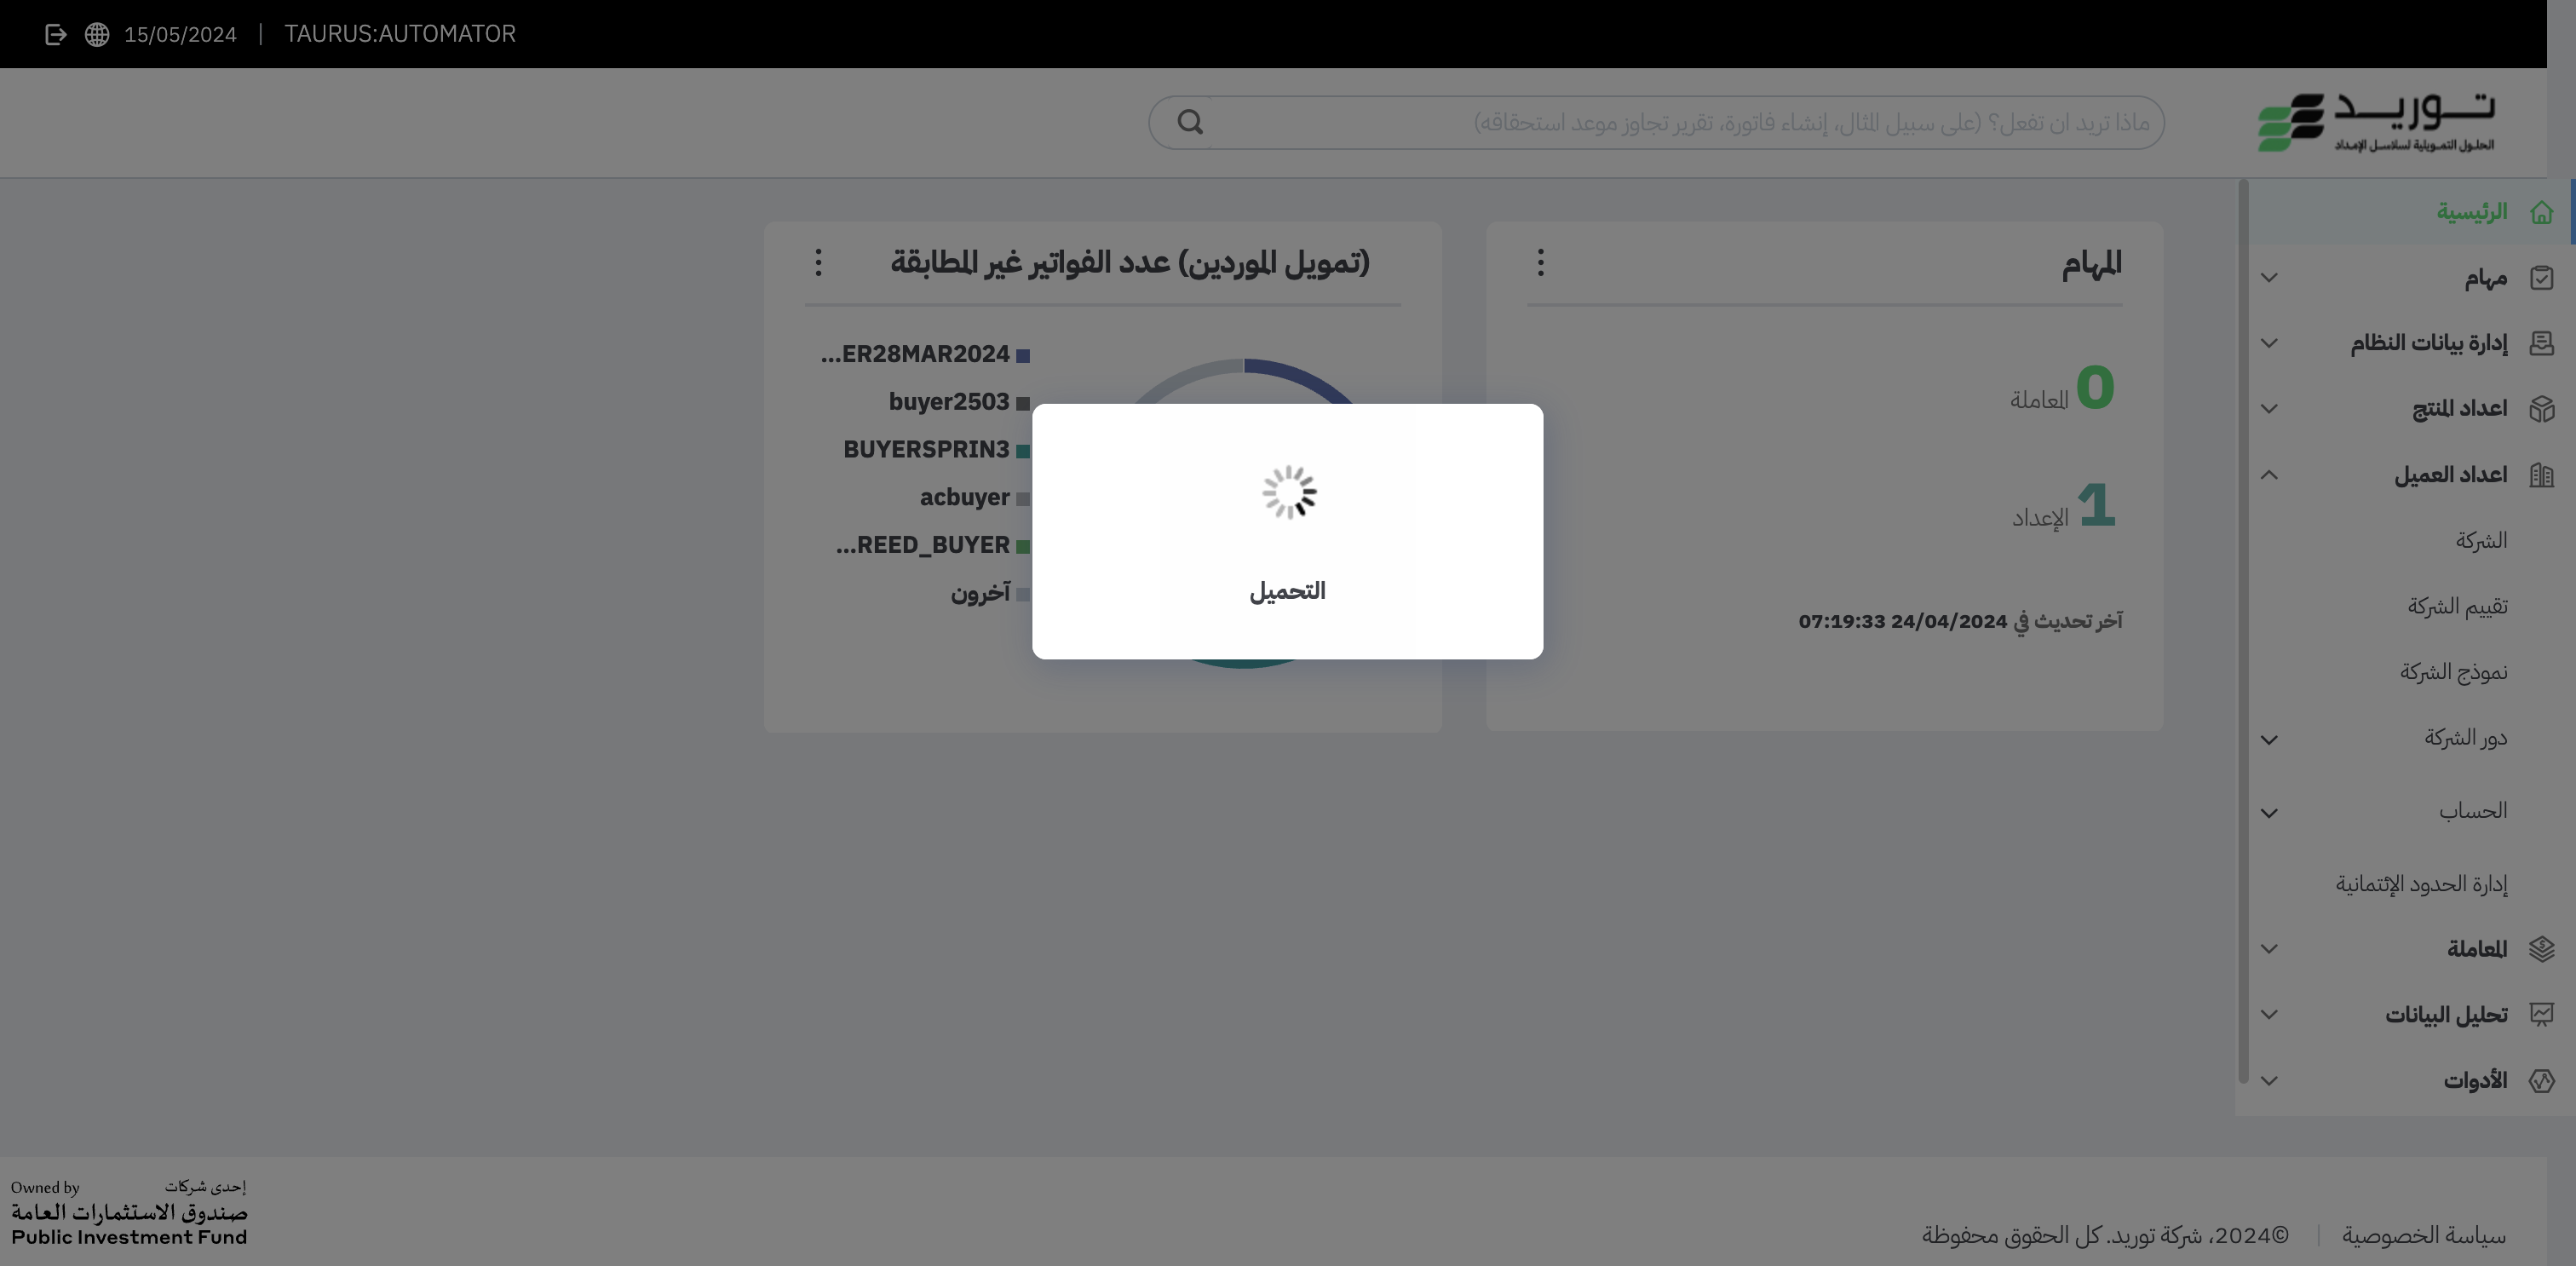 TAURUS:AUTOMATOR | 15/05/2024
توريد
الحلول التمويلية لسلاسل الإمداد
ماذا تريد ان تفعل؟ (على سبيل المثال، إنشاء فاتورة، تقرير تجاوز موعد استحقاقه)
الرئيسية
مهام
إدارة بيانات النظام
اعداد المنتج
اعداد العميل
الشركة
تقييم الشركة
نموذج الشركة
دور الشركة
الحساب
إدارة الحدود الإئتمانية
المعاملة
تحليل البيانات
الأدوات
المهام
0 المعاملة
1 الإعداد
آخر تحديث في 24/04/2024 07:19:33
(تمويل الموردين) عدد الفواتير غير المطابقة
...ER28MAR2024
buyer2503
BUYERSPRIN3
acbuyer
...REED_BUYER
آخرون
التحميل
سياسة الخصوصية | ©2024، شركة توريد. كل الحقوق محفوظة
إحدى شركات Owned by
صندوق الاستثمارات العامة
Public Investment Fund